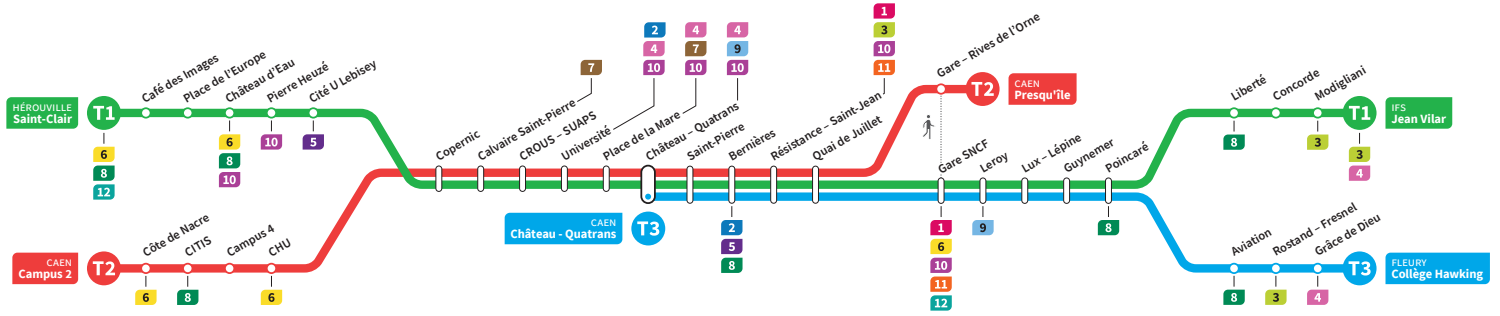 HÉROUVILLE
Saint-Clair
T1
Café des Images
Place de l'Europe
Château d'Eau
Pierre Heuzé
Cité U Lebisey
6
8
12
6
8
10
10
5
CAEN
Campus 2
T2
Côte de Nacre
CITIS
Campus 4
CHU
6
8
6
Copernic
Calvaire Saint-Pierre
7
CROUS – SUAPS
Université
2
4
10
Place de la Mare
4
7
10
Château – Quatrans
4
9
10
CAEN
Château - Quatrans
T3
Saint-Pierre
Bernières
2
5
8
Résistance – Saint-Jean
1
3
10
11
Quai de Juillet
Gare – Rives de l'Orne
T2
CAEN
Presqu'île
Gare SNCF
1
6
10
11
12
Leroy
9
Lux – Lépine
Guynemer
Poincaré
8
Liberté
8
Concorde
Modigliani
3
T1
IFS
Jean Vilar
3
4
Aviation
8
Rostand – Fresnel
3
Grâce de Dieu
4
T3
FLEURY
Collège Hawking